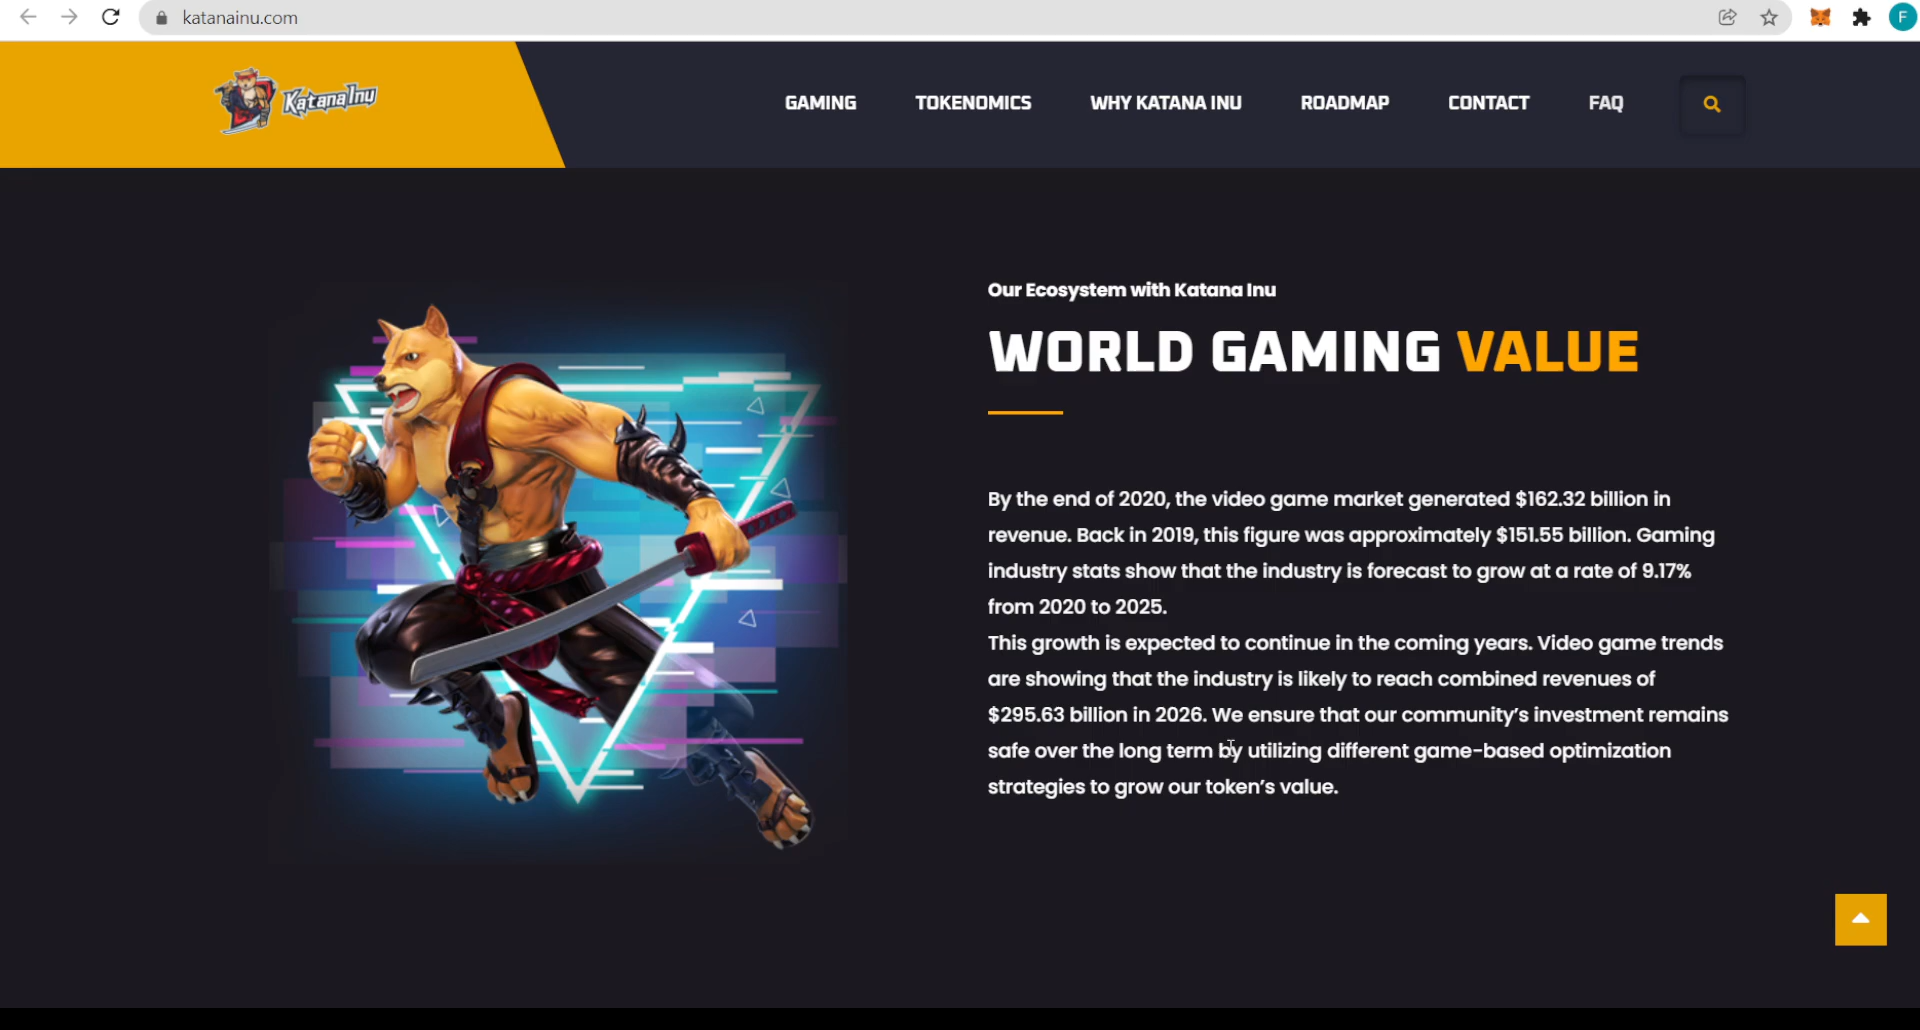 katanainu.com
F
KatanaInu
GAMING
TOKENOMICS
WHY KATANA INU
ROADMAP
CONTACT
FAQ
Our Ecosystem with Katana Inu
WORLD GAMING VALUE
By the end of 2020, the video game market generated $162.32 billion in
revenue. Back in 2019, this figure was approximately $151.55 billion. Gaming
industry stats show that the industry is forecast to grow at a rate of 9.17%
from 2020 to 2025.
This growth is expected to continue in the coming years. Video game trends
are showing that the industry is likely to reach combined revenues of
$295.63 billion in 2026. We ensure that our community’s investment remains
safe over the long term by utilizing different game-based optimization
strategies to grow our token’s value.